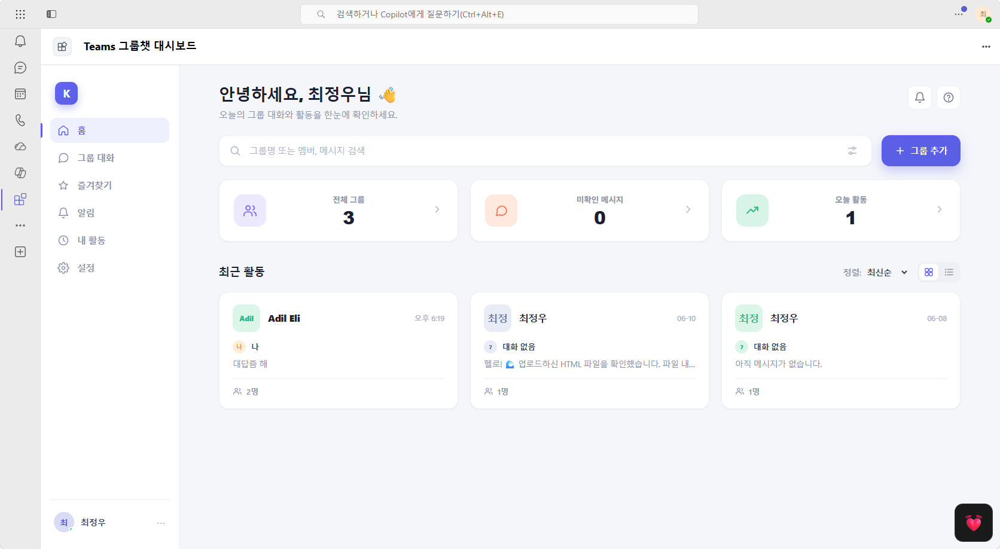 검색하거나 Copilot에게 질문하기(Ctrl+Alt+E)
최
Teams 그룹챗 대시보드
K
홈
그룹 대화
즐겨찾기
알림
내 활동
설정
최 최정우
안녕하세요, 최정우님 👋
오늘의 그룹 대화와 활동을 한눈에 확인하세요.
그룹명 또는 멤버, 메시지 검색
+ 그룹 추가
전체 그룹
3
미확인 메시지
0
오늘 활동
1
최근 활동
정렬: 최신순
Adil Adil Eli 오후 6:19
나 나
대답좀 해
2명
최정 최정우 06-10
? 대화 없음
헬로! 🌊 업로드하신 HTML 파일을 확인했습니다. 파일 내...
1명
최정 최정우 06-08
? 대화 없음
아직 메시지가 없습니다.
1명